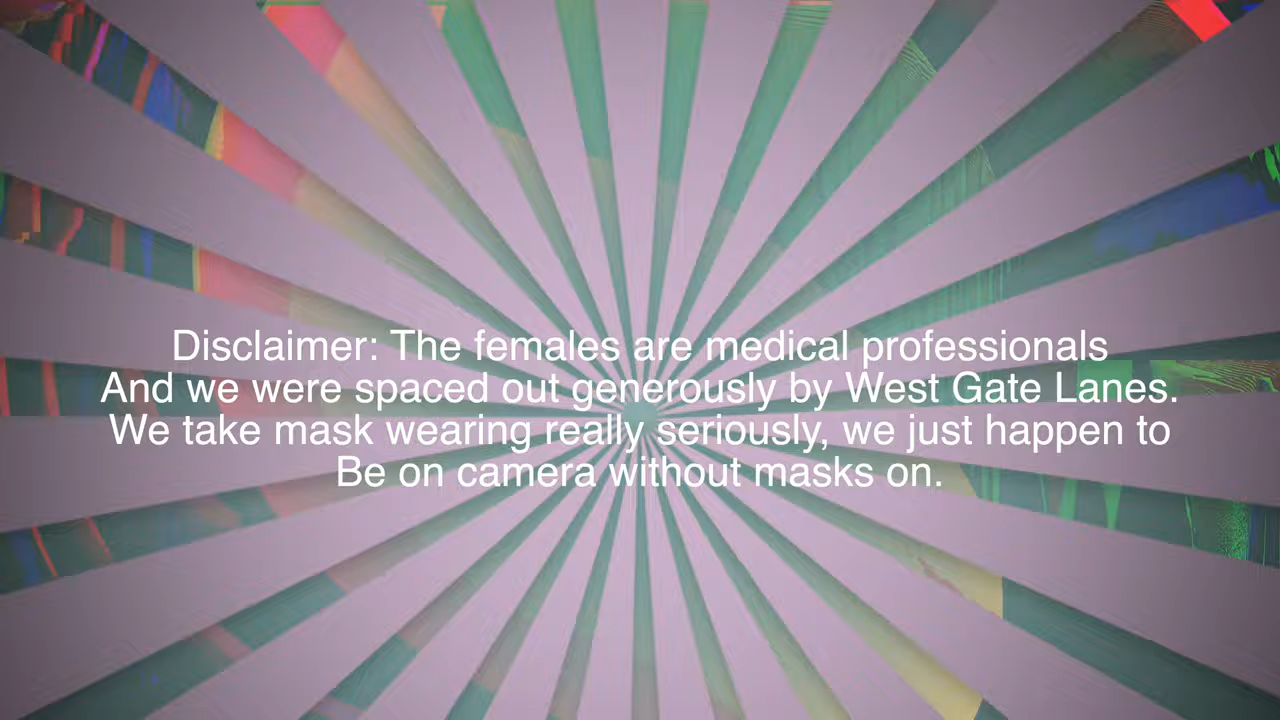 Disclaimer: The females are medical professionals
And we were spaced out generously by West Gate Lanes.
We take mask wearing really seriously, we just happen to
Be on camera without masks on.